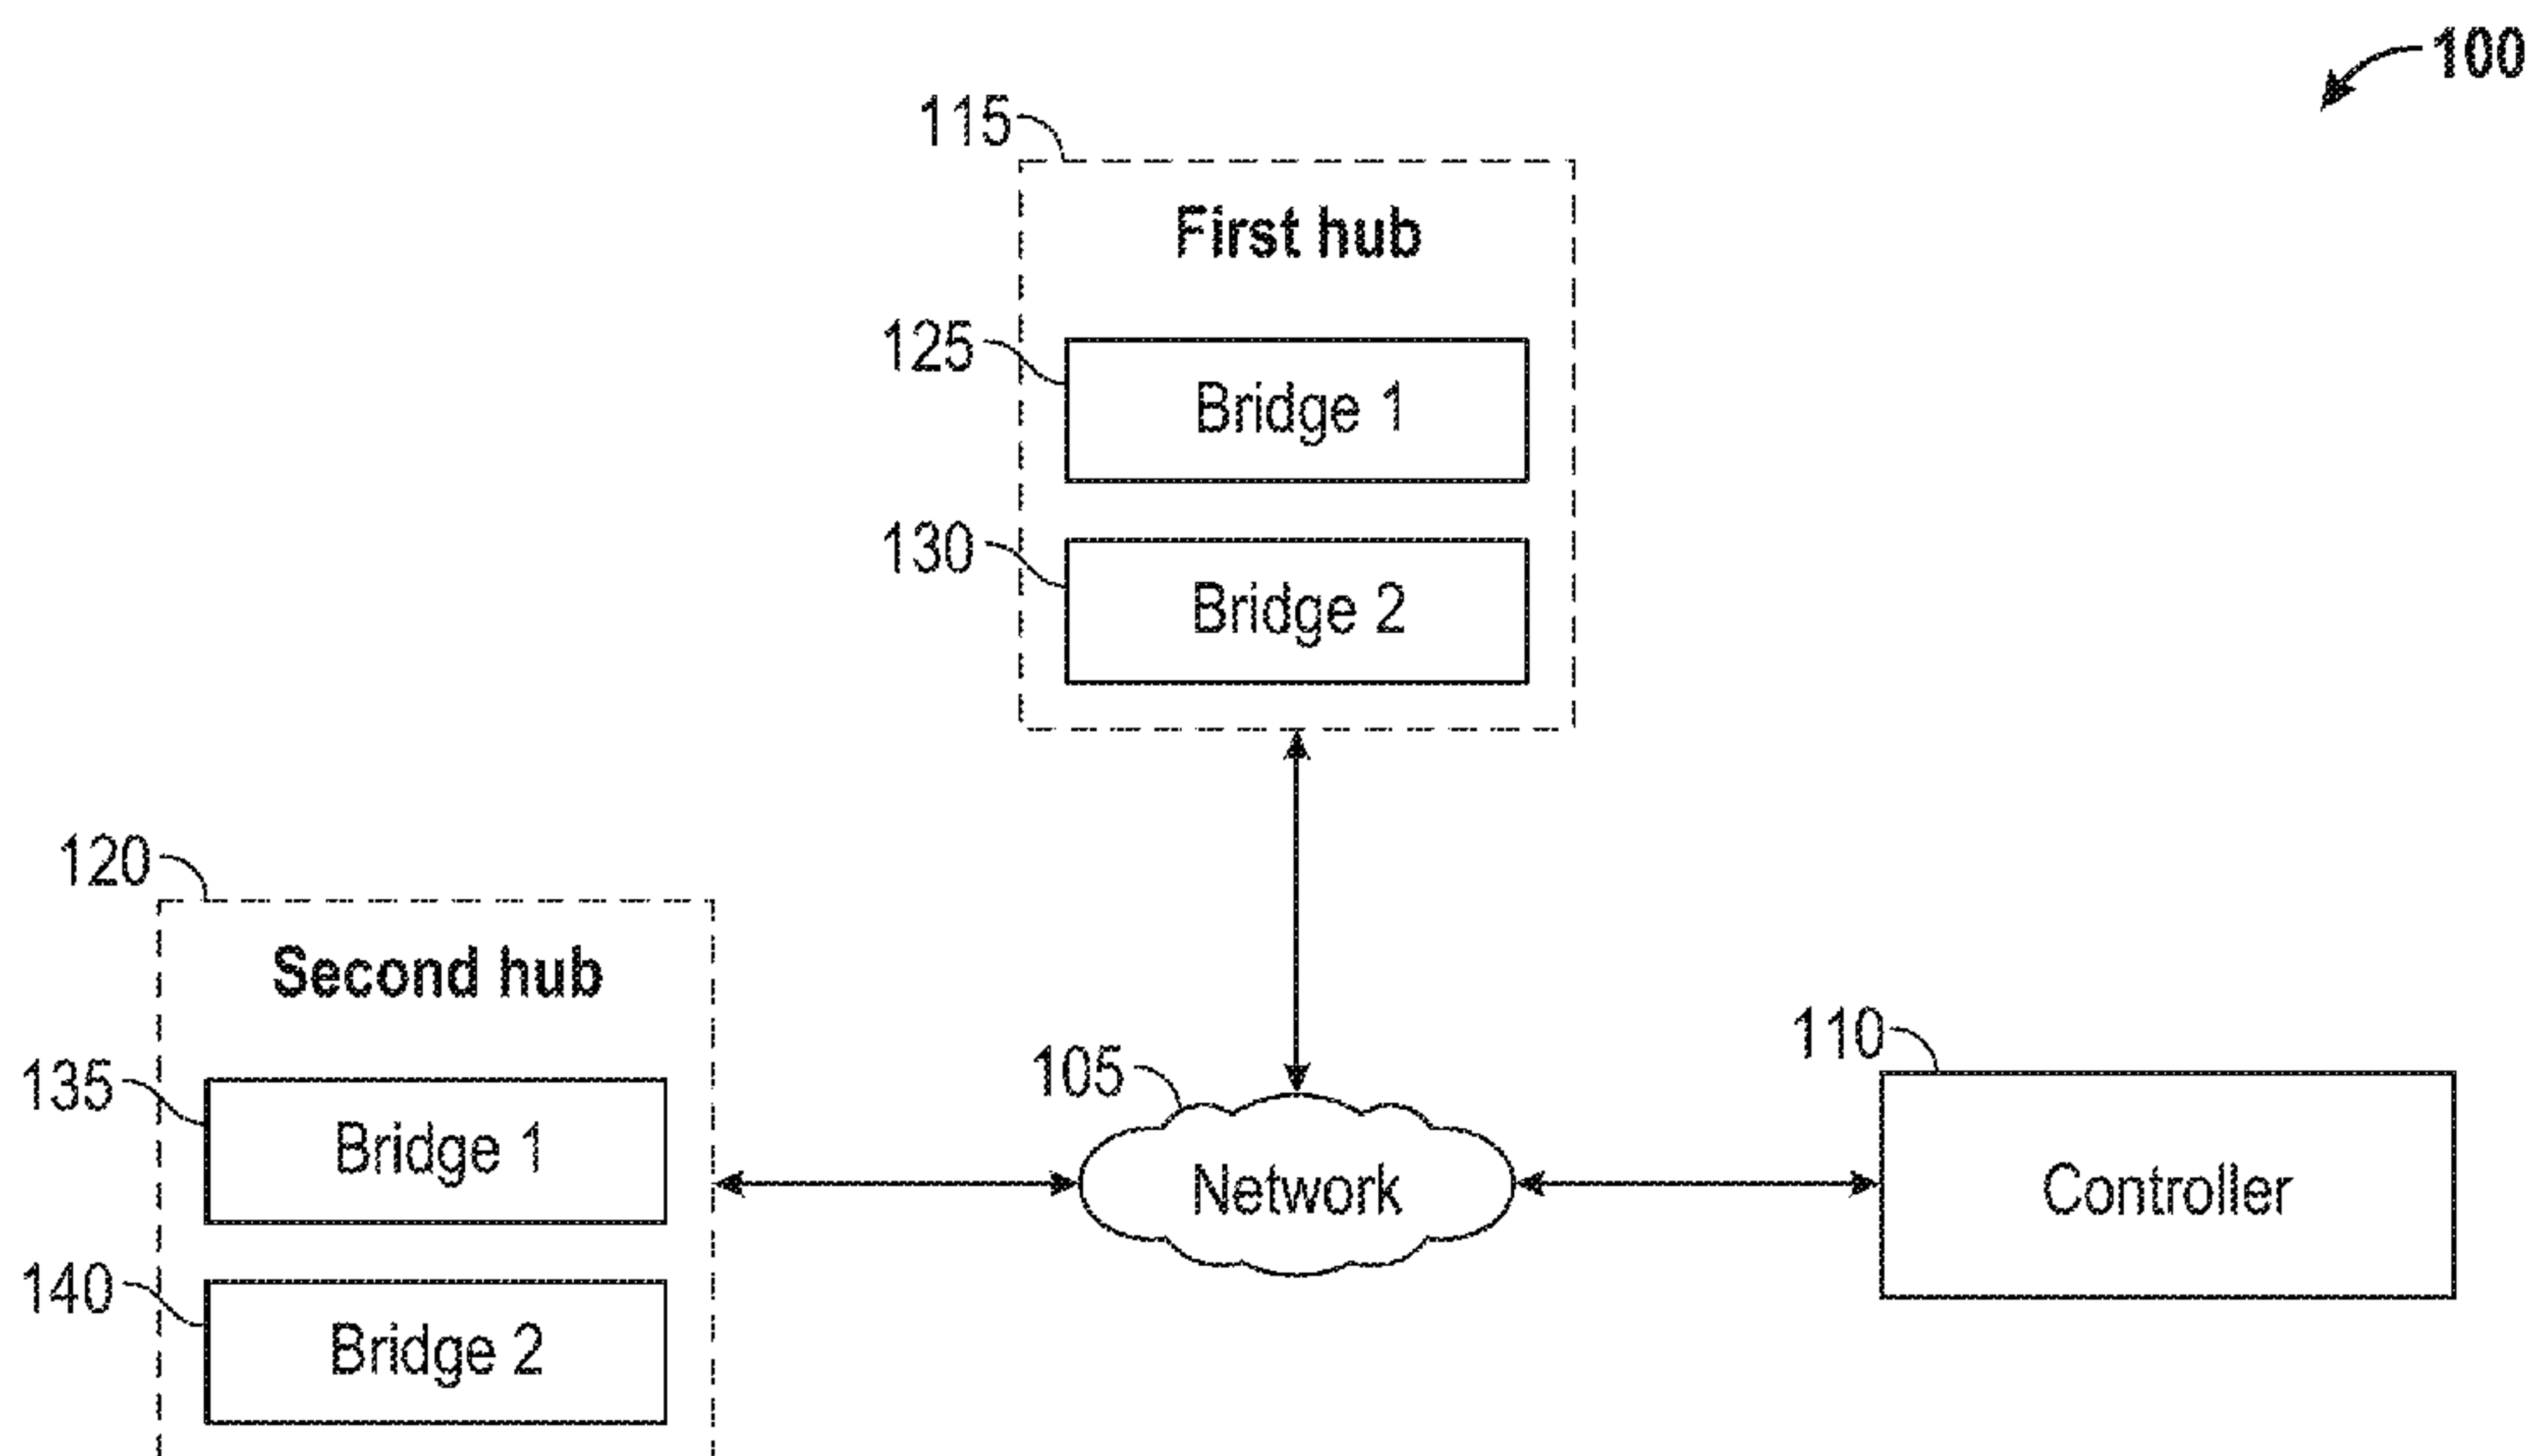 100
115
First hub
125
Bridge 1
130
Bridge 2
120
Second hub
135
Bridge 1
140
Bridge 2
105
Network
110
Controller